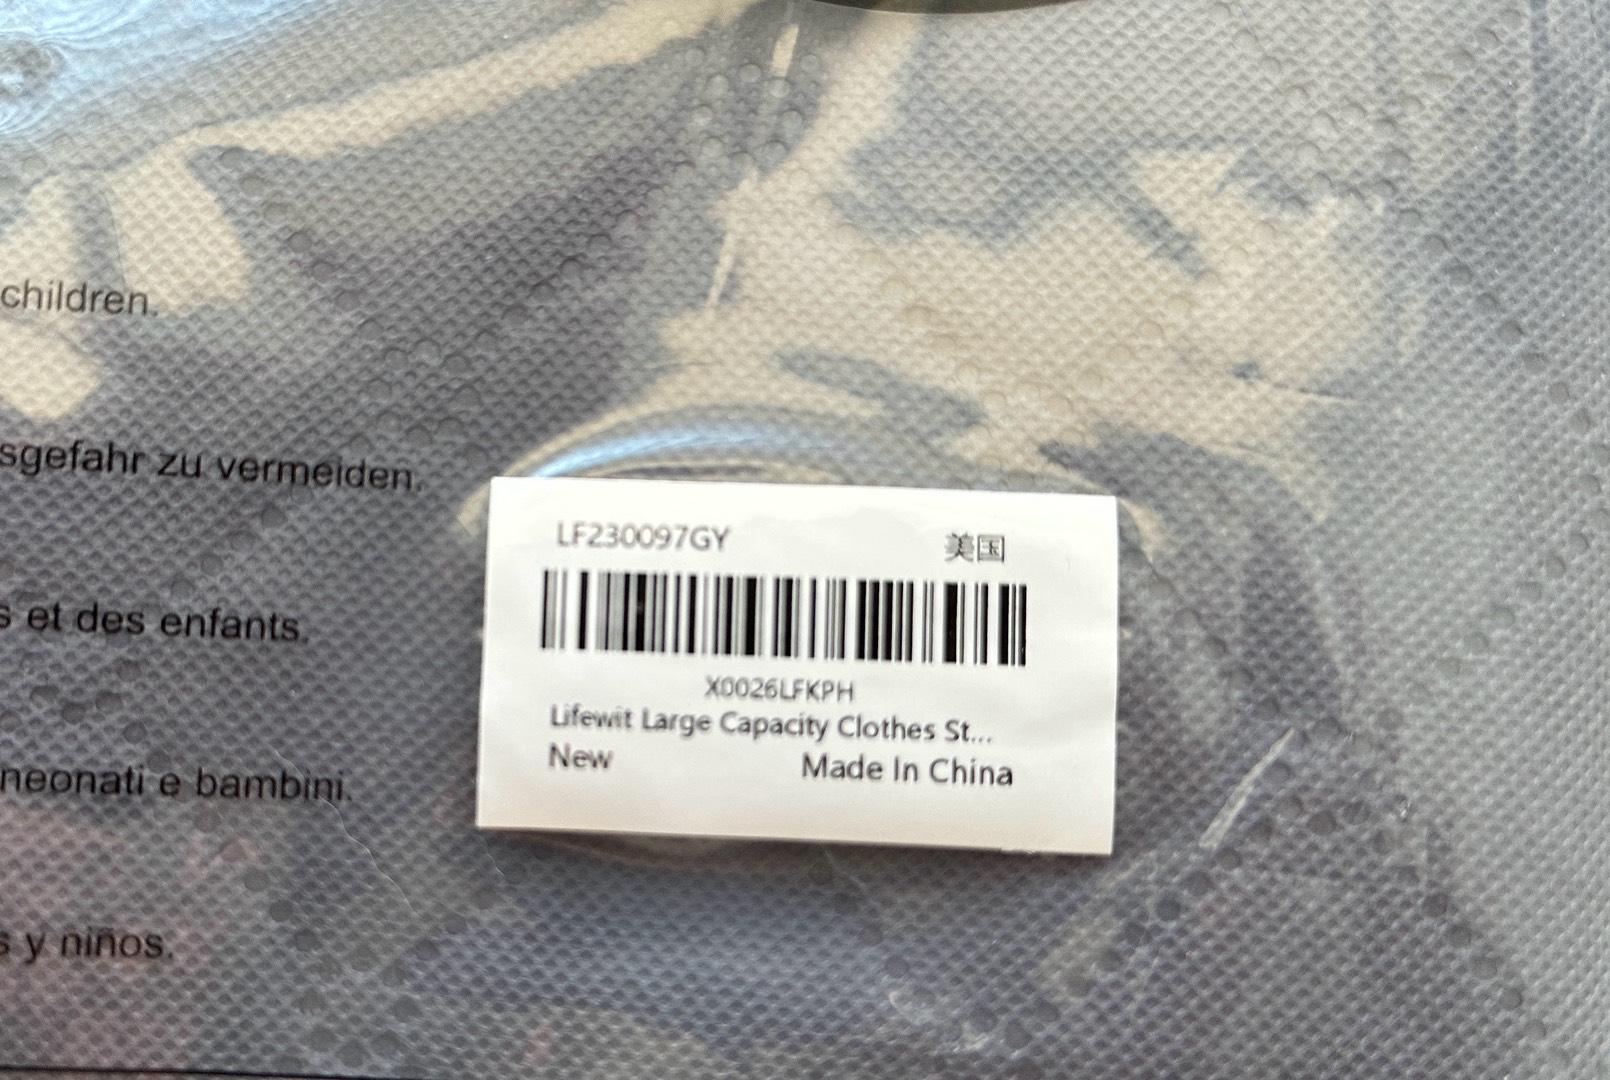 children.
sgefahr zu vermeiden.
s et des enfants.
neonati e bambini.
s y niños.
LF230097GY
美国
X0026LFKPH
Lifewit Large Capacity Clothes St...
New
Made In China